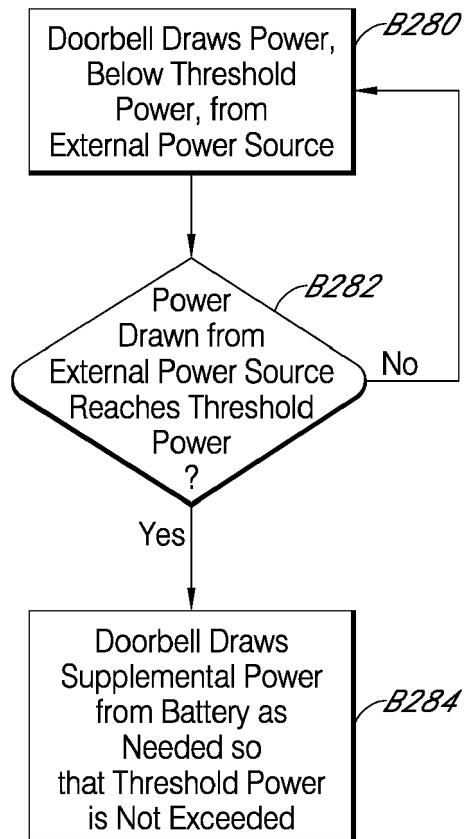 Doorbell Draws Power,
Below Threshold
Power, from
External Power Source
B280
Power
Drawn from
External Power Source
Reaches Threshold
Power
?
B282
No
Yes
Doorbell Draws
Supplemental Power
from Battery as
Needed so
that Threshold Power
is Not Exceeded
B284